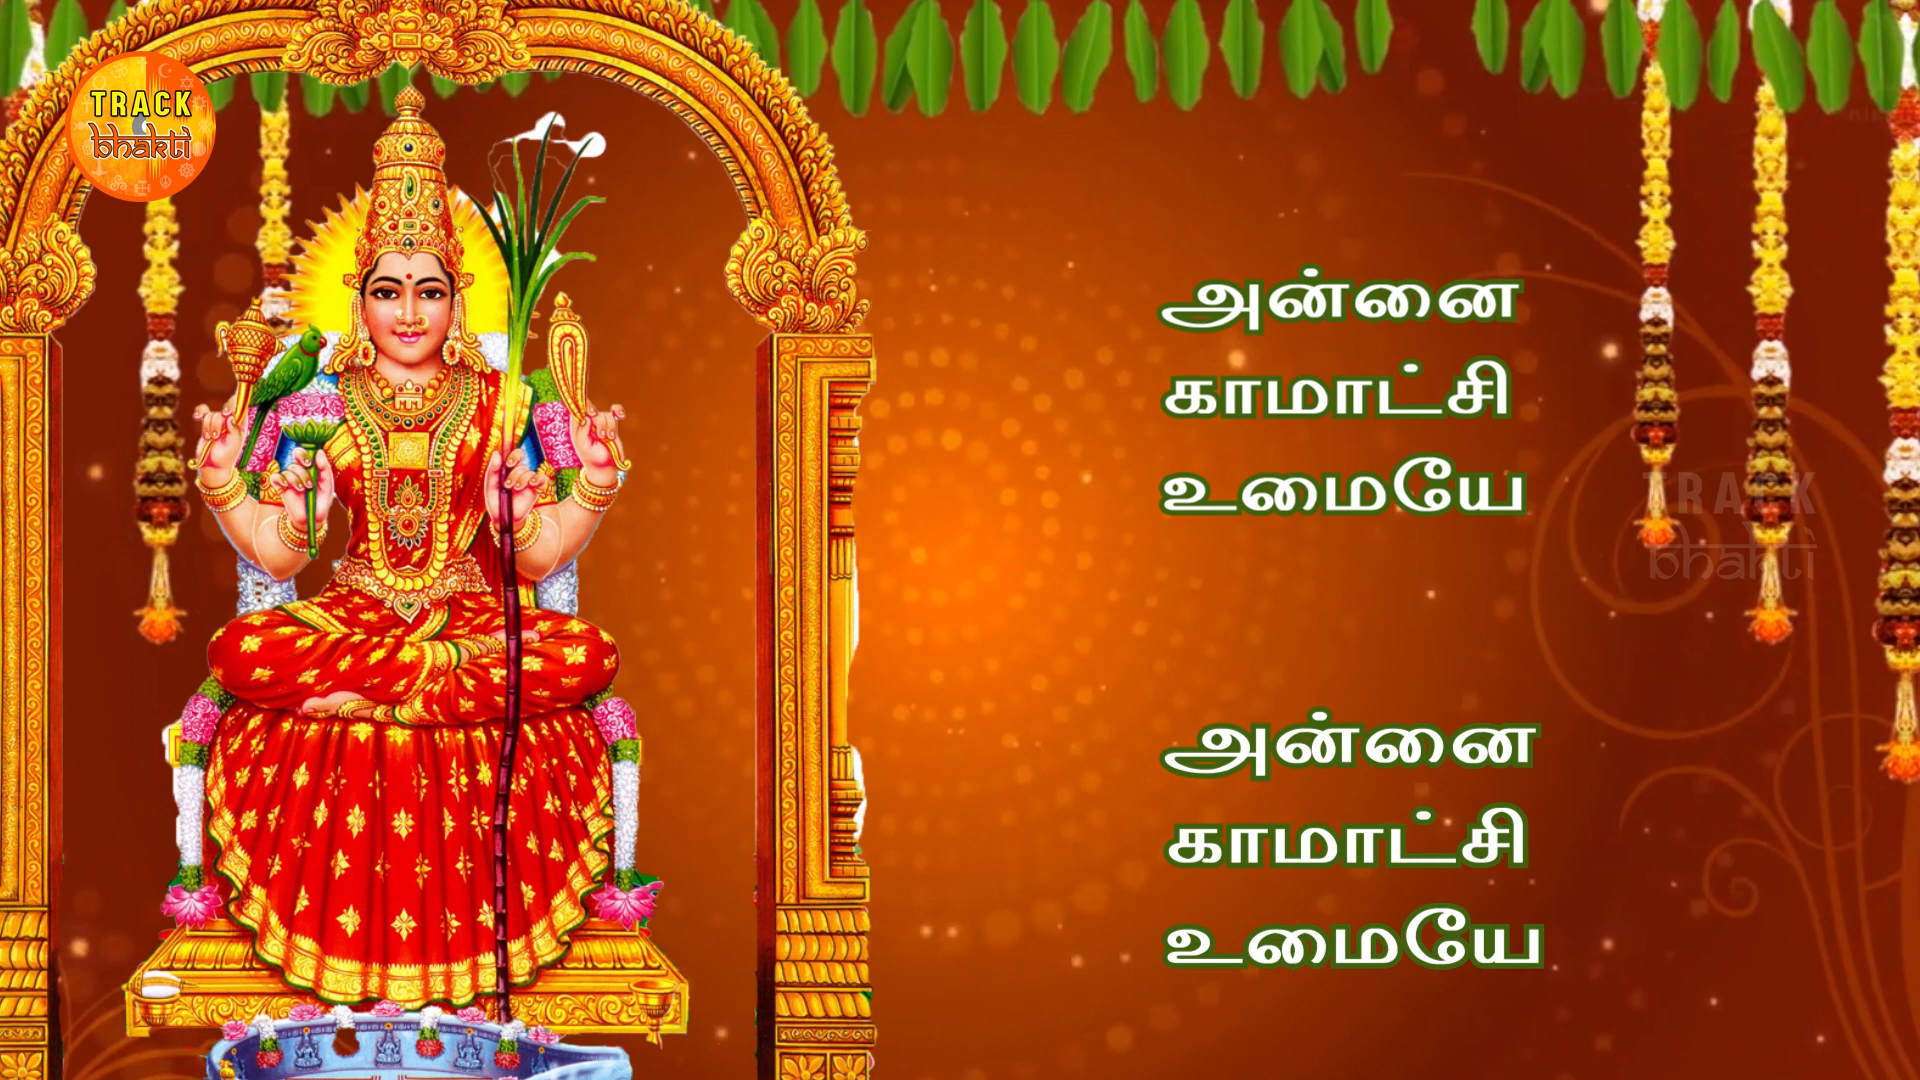 TRACK
bhakti
அன்னை
காமாட்சி
உமையே
TRACK
bhakti
அன்னை
காமாட்சி
உமையே